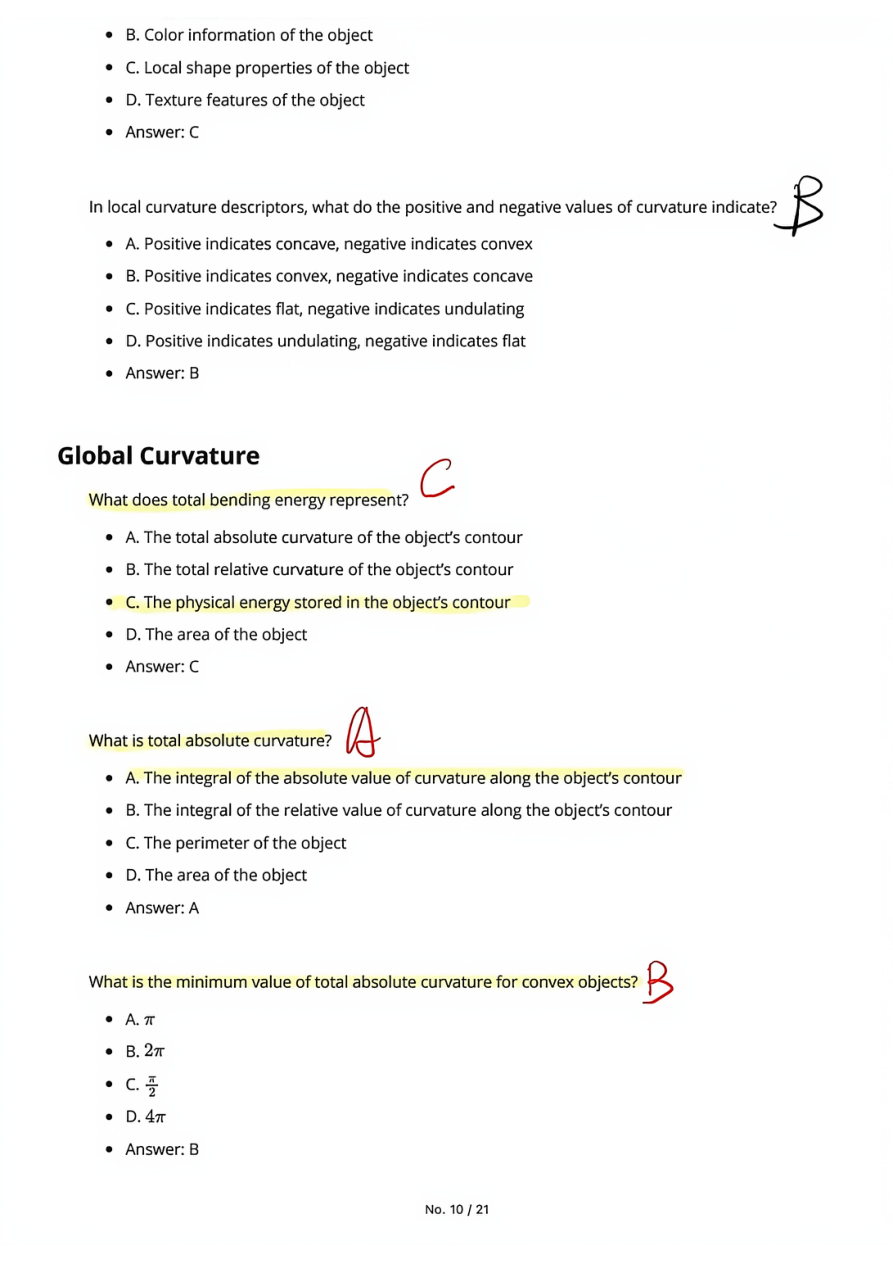 • B. Color information of the object
• C. Local shape properties of the object
• D. Texture features of the object
• Answer: C
In local curvature descriptors, what do the positive and negative values of curvature indicate? B
• A. Positive indicates concave, negative indicates convex
• B. Positive indicates convex, negative indicates concave
• C. Positive indicates flat, negative indicates undulating
• D. Positive indicates undulating, negative indicates flat
• Answer: B
Global Curvature
What does total bending energy represent? C
• A. The total absolute curvature of the object's contour
• B. The total relative curvature of the object's contour
• C. The physical energy stored in the object's contour
• D. The area of the object
• Answer: C
What is total absolute curvature? A
• A. The integral of the absolute value of curvature along the object's contour
• B. The integral of the relative value of curvature along the object's contour
• C. The perimeter of the object
• D. The area of the object
• Answer: A
What is the minimum value of total absolute curvature for convex objects? B
• A. π
• B. 2π
• C. π/2
• D. 4π
• Answer: B
No. 10 / 21